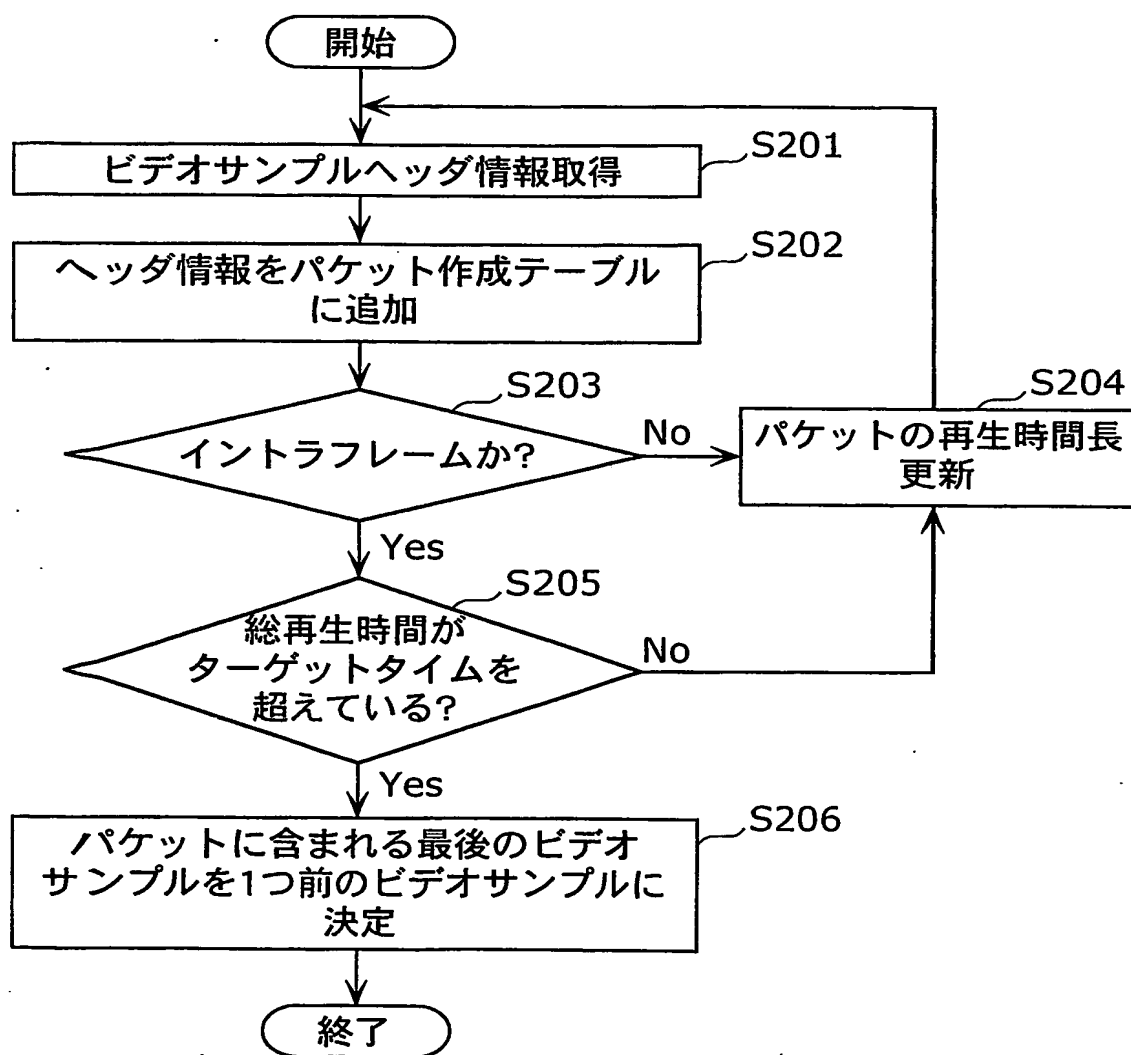 開始
ビデオサンプルヘッダ情報取得
S201
ヘッダ情報をパケット作成テーブル
に追加
S202
イントラフレームか?
S203
No
パケットの再生時間長
更新
S204
Yes
総再生時間が
ターゲットタイムを
超えている?
S205
No
Yes
パケットに含まれる最後のビデオ
サンプルを1つ前のビデオサンプルに
決定
S206
終了